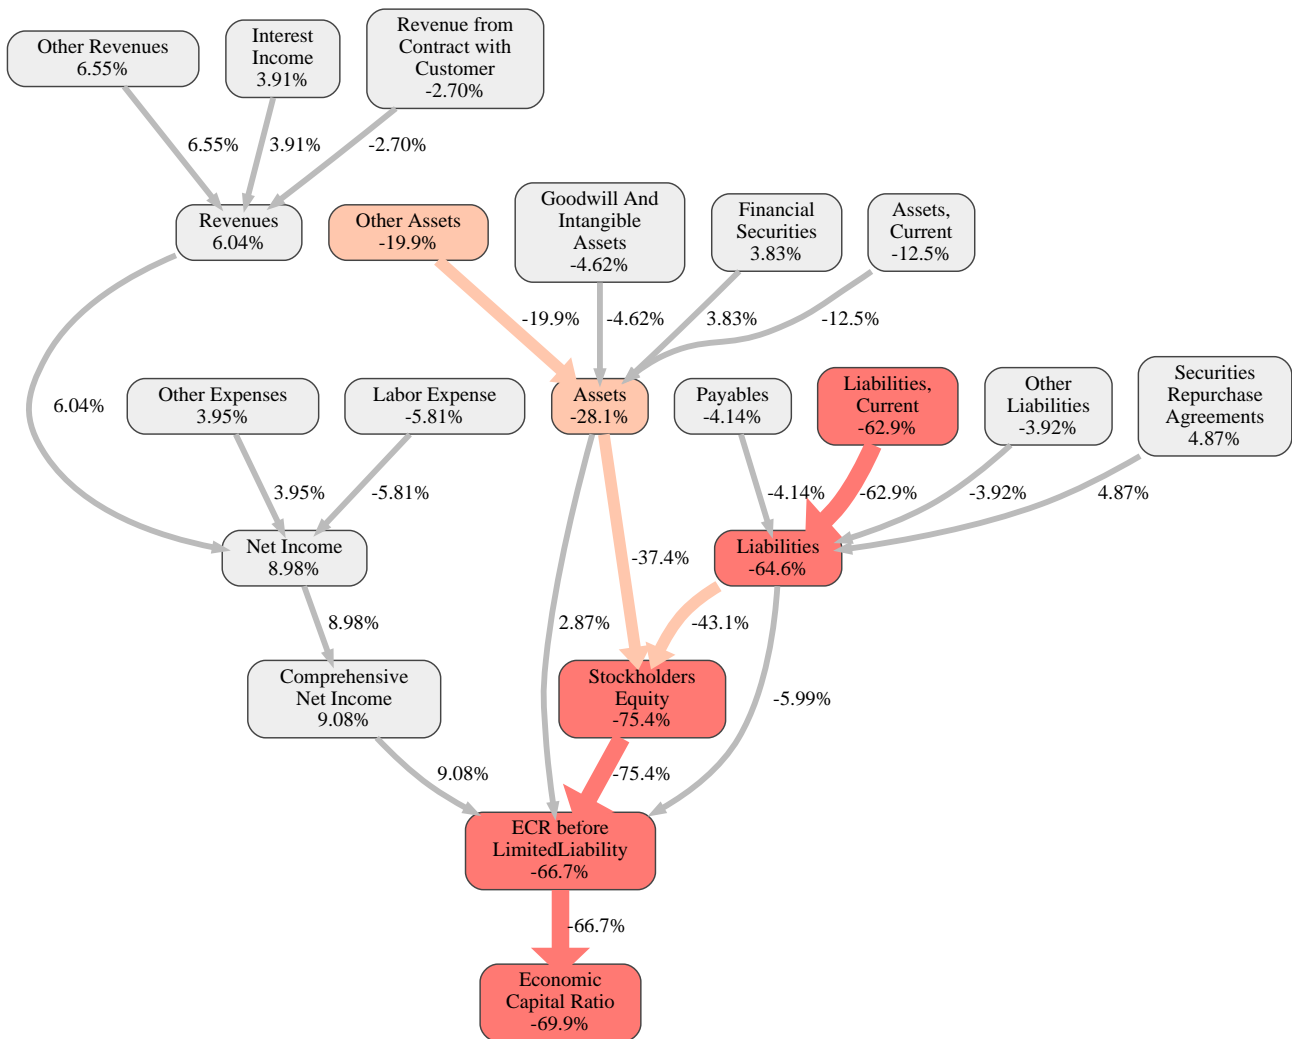 Other Revenues
6.55%
Interest
Income
3.91%
Revenue from
Contract with
Customer
-2.70%
6.55%
3.91%
-2.70%
Revenues
6.04%
Other Assets
-19.9%
Goodwill And
Intangible
Assets
-4.62%
Financial
Securities
3.83%
Assets,
Current
-12.5%
-19.9%
-4.62%
3.83%
-12.5%
6.04%
Other Expenses
3.95%
Labor Expense
-5.81%
Assets
-28.1%
Payables
-4.14%
Liabilities,
Current
-62.9%
Other
Liabilities
-3.92%
Securities
Repurchase
Agreements
4.87%
3.95%
-5.81%
-4.14%
-62.9%
-3.92%
4.87%
Net Income
8.98%
-37.4%
Liabilities
-64.6%
8.98%
2.87%
-43.1%
Comprehensive
Net Income
9.08%
Stockholders
Equity
-75.4%
-5.99%
9.08%
-75.4%
ECR before
LimitedLiability
-66.7%
-66.7%
Economic
Capital Ratio
-69.9%